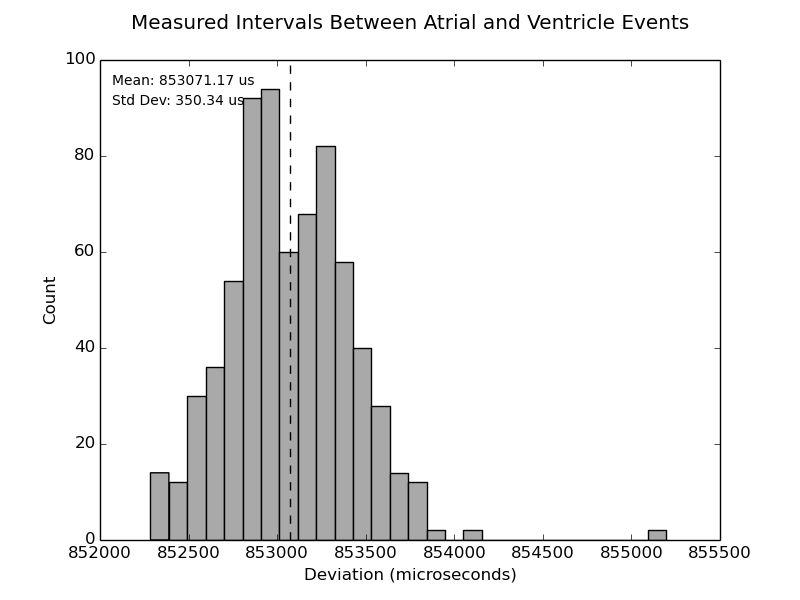 Measured Intervals Between Atrial and Ventricle Events
100
Mean: 853071.17 us
Std Dev: 350.34 us
80
60
Count
40
20
0
852000 852500 853000 853500 854000 854500 855000 855500
Deviation (microseconds)